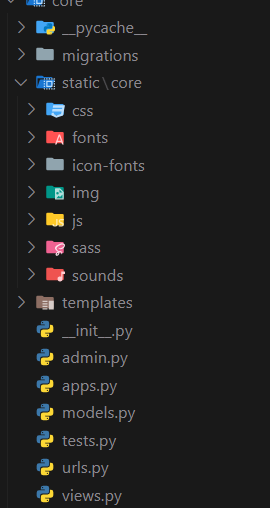 core
__pycache__
migrations
static\core
css
fonts
icon-fonts
img
js
sass
sounds
templates
__init__.py
admin.py
apps.py
models.py
tests.py
urls.py
views.py